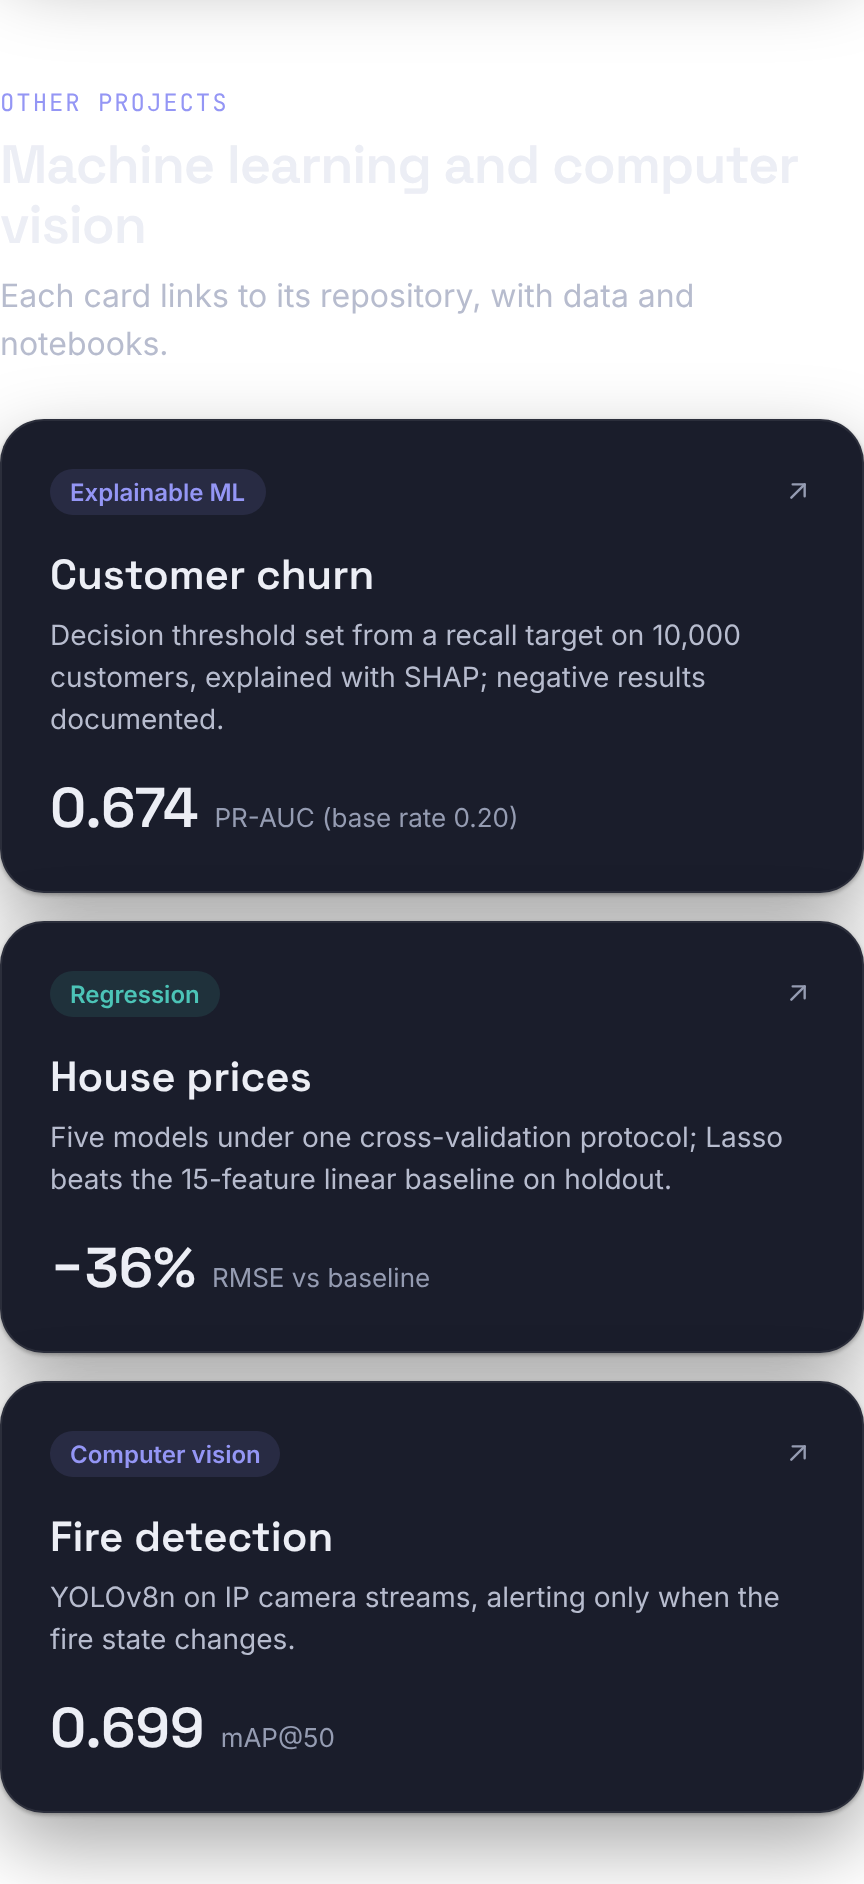 OTHER PROJECTS
Machine learning and computer
vision
Each card links to its repository, with data and
notebooks.
Explainable ML
Customer churn
Decision threshold set from a recall target on 10,000
customers, explained with SHAP; negative results
documented.
0.674 PR-AUC (base rate 0.20)
Regression
House prices
Five models under one cross-validation protocol; Lasso
beats the 15-feature linear baseline on holdout.
−36% RMSE vs baseline
Computer vision
Fire detection
YOLOv8n on IP camera streams, alerting only when the
fire state changes.
0.699 mAP@50